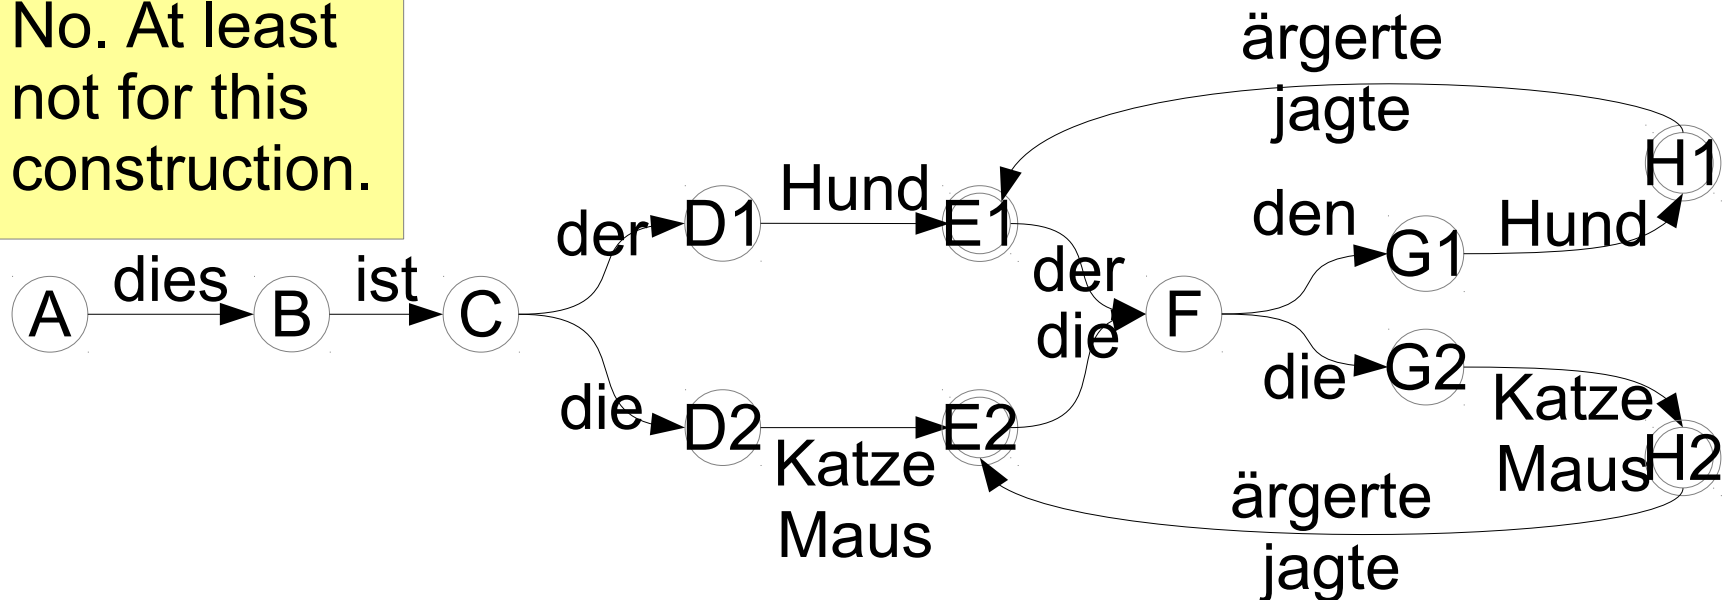 No. At least
not for this
construction.
ärgerte
jagte
H1
Hund
E1
D1
der
den
Hund
G1
der
dies
ist
A
B
C
F
die
die
G2
die
D2
E2
Katze
Maus
H2
Katze
Maus
ärgerte
jagte